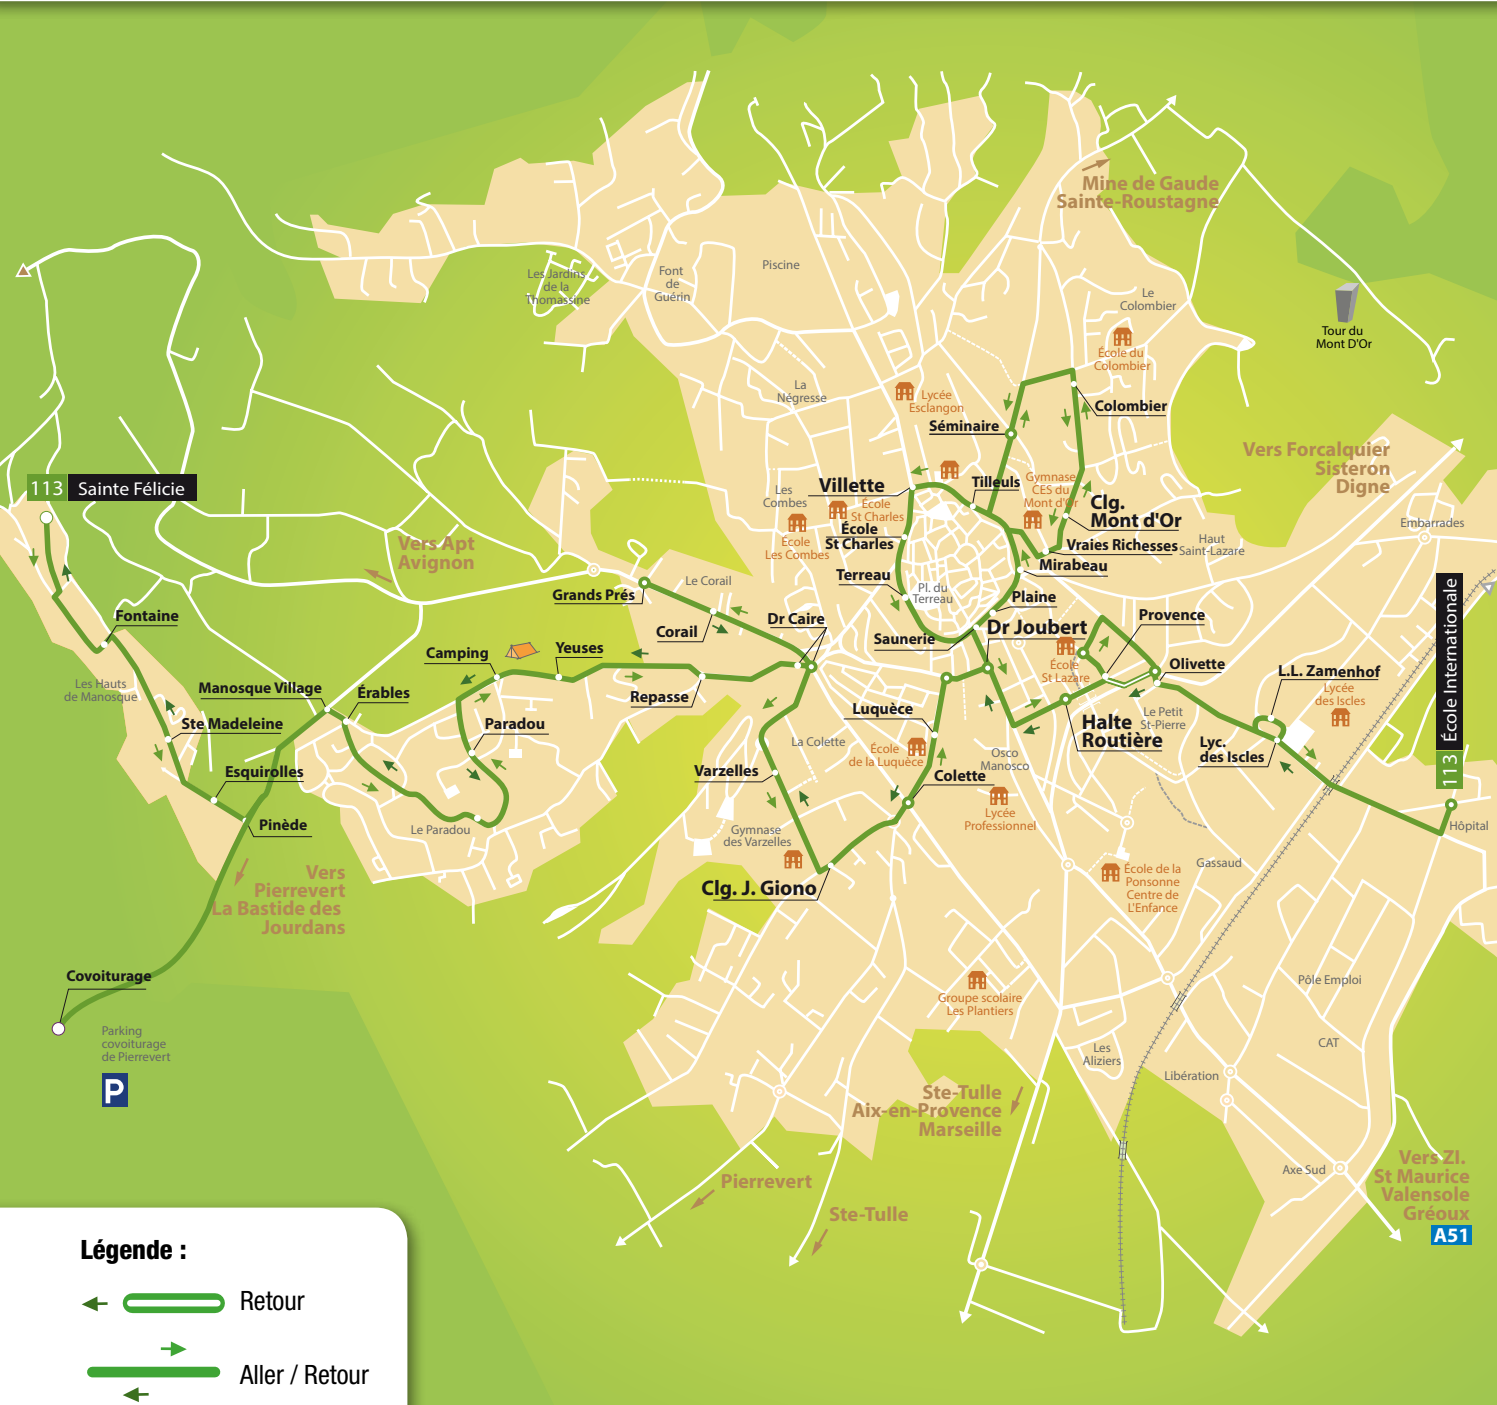 Mine de Gaude
Sainte-Roustagne
Piscine
Font
de
Guérin
Les Jardins
de la
Thomassine
Le
Colombier
Tour du
Mont D'Or
École du
Colombier
La
Négresse
Lycée
Esclangon
Colombier
Séminaire
Vers Forcalquier
Sisteron
Digne
113 Sainte Félicie
Villette
Tilleuls
Gymnase
CES du
Mont d'Or
Les
Combes
École
St Charles
Clg.
Mont d'Or
École
St Charles
École
Les Combes
Embarrades
Haut
Saint-Lazare
Vraies Richesses
Mirabeau
Vers Apt
Avignon
Terreau
Le Corail
Pl. du
Terreau
Grands Prés
Plaine
Fontaine
Corail
Dr Caire
Provence
Saunerie
Dr Joubert
École Internationale
113
Camping
Yeuses
École
St Lazare
Olivette
L.L. Zamenhof
Lycée
des Iscles
Les Hauts
de Manosque
Manosque Village
Érables
Repasse
Luquèce
Le Petit
St-Pierre
Ste Madeleine
Paradou
Halte
Routière
La Colette
École
de la Luquèce
Osco
Manosco
Lyc.
des Iscles
Esquirolles
Varzelles
Colette
Pinède
Le Paradou
Gymnase
des Varzelles
Lycée
Professionnel
Hôpital
Vers
Pierrevert
La Bastide des
Jourdans
Clg. J. Giono
École de la
Ponsonne
Centre de
L'Enfance
Gassaud
Covoiturage
Pôle Emploi
Groupe scolaire
Les Plantiers
Parking
covoiturage
de Pierrevert
P
CAT
Les
Aliziers
Libération
Ste-Tulle
Aix-en-Provence
Marseille
Axe Sud
Vers ZI.
St Maurice
Valensole
Gréoux
A51
Pierrevert
Ste-Tulle
Légende :
Retour
Aller / Retour